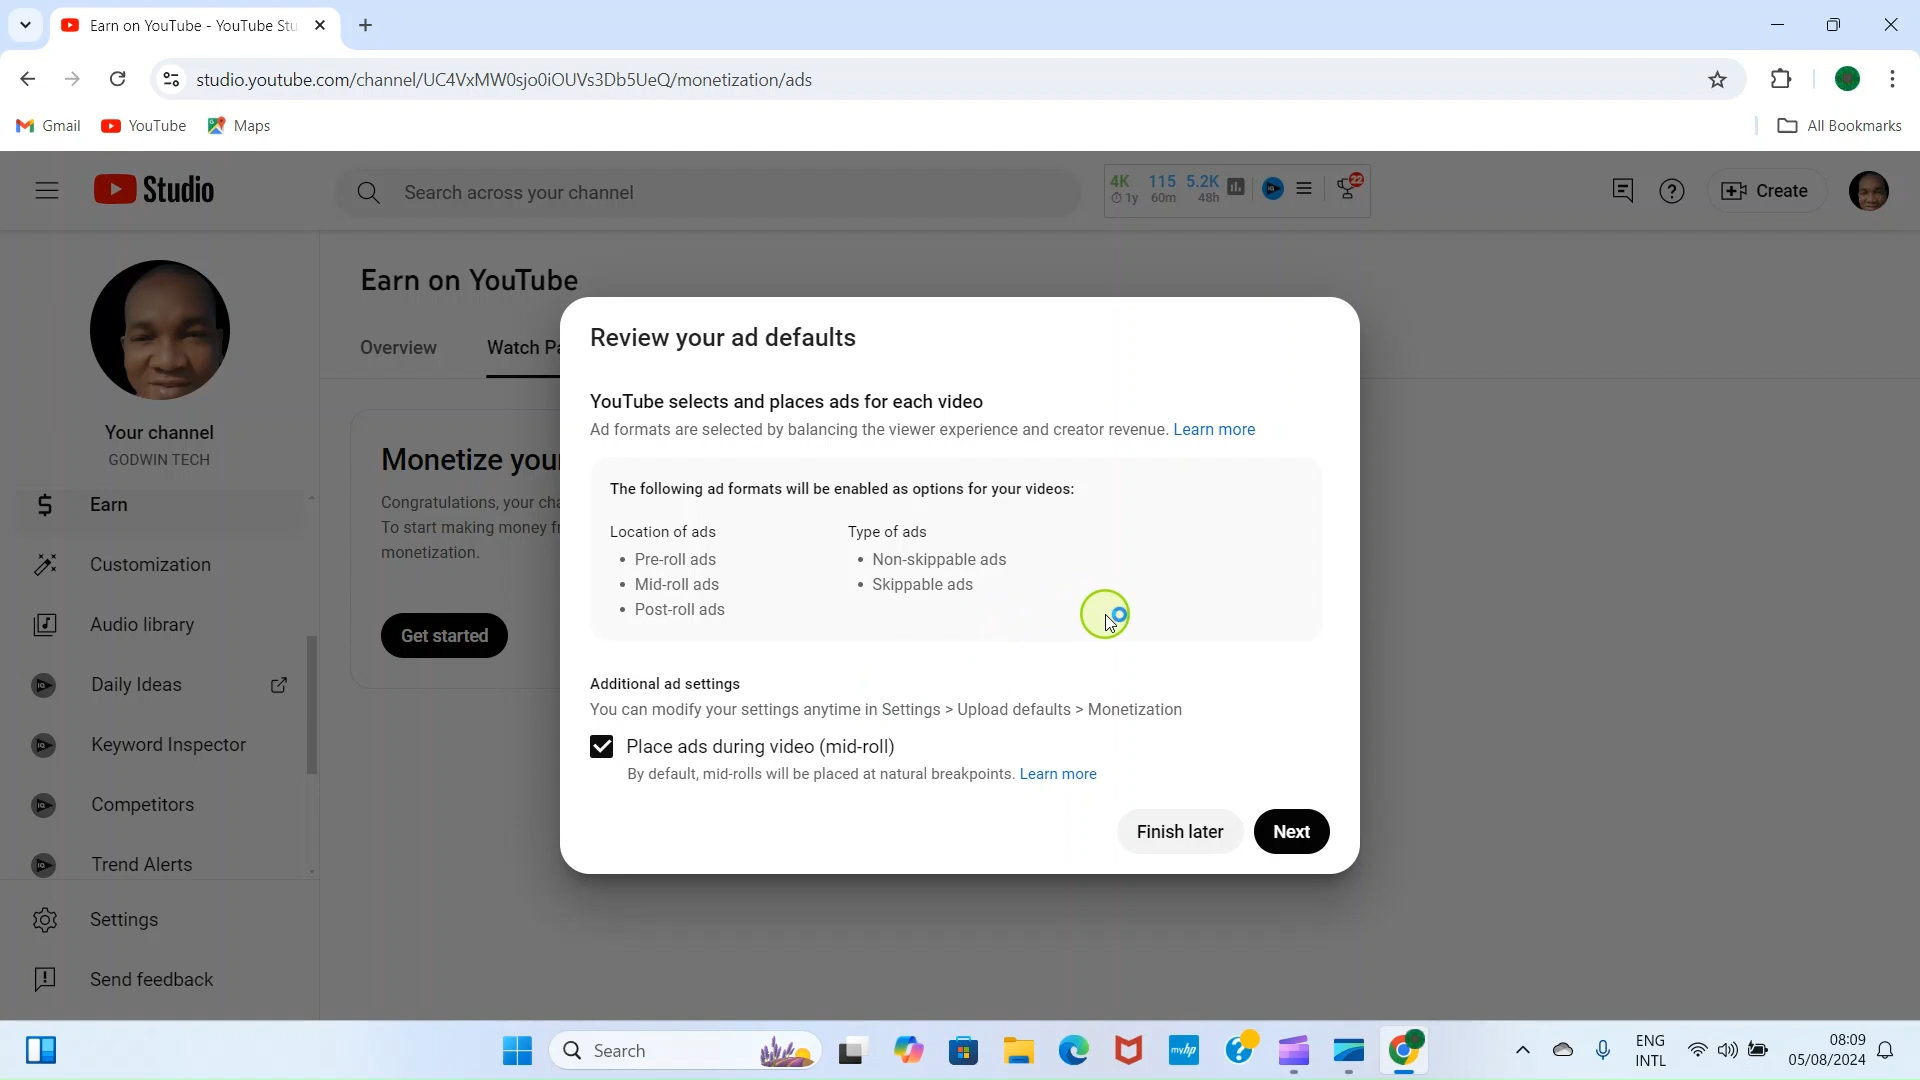 Earn on YouTube - YouTube Stu
studio.youtube.com/channel/UC4VxMW0sjo0iOUVs3Db5UeQ/monetization/ads
Gmail YouTube Maps All Bookmarks
Studio Search across your channel 4K 115 5.2K 22 Create
1y 60m 48h
Your channel
GODWIN TECH
Earn
Customization
Audio library
Daily Ideas
Keyword Inspector
Competitors
Trend Alerts
Settings
Send feedback
Earn on YouTube
Overview Watch Pa
Monetize you
Congratulations, your cha
To start making money f
monetization.
Get started
Review your ad defaults
YouTube selects and places ads for each video
Ad formats are selected by balancing the viewer experience and creator revenue. Learn more
The following ad formats will be enabled as options for your videos:
Location of ads
• Pre-roll ads
• Mid-roll ads
• Post-roll ads
Type of ads
• Non-skippable ads
• Skippable ads
Additional ad settings
You can modify your settings anytime in Settings > Upload defaults > Monetization
Place ads during video (mid-roll)
By default, mid-rolls will be placed at natural breakpoints. Learn more
Finish later Next
Search myhp ENG 08:09
INTL 05/08/2024